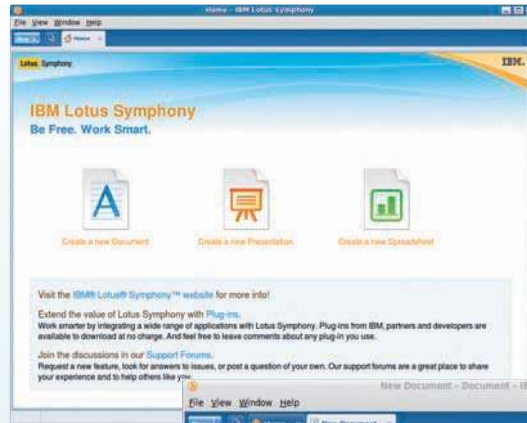 Home - IBM Lotus Symphony
File View Window Help
Home
Lotus Symphony
IBM.
IBM Lotus Symphony
Be Free. Work Smart.
Create a new Document
Create a new Presentation
Create a new Spreadsheet
Visit the IBM® Lotus® Symphony™ website for more info!
Extend the value of Lotus Symphony with Plug-ins.
Work smarter by integrating a wide range of applications with Lotus Symphony. Plug-ins from IBM, partners and developers are
available to download at no charge. And feel free to leave comments about any plug-in you use.
Join the discussions in our Support Forums.
Request a new feature, look for answers to issues, or post a question of your own. Our support forums are a great place to share
your experience and to help others like you.
New Document - Document - IB
File View Window Help
Home
New Document